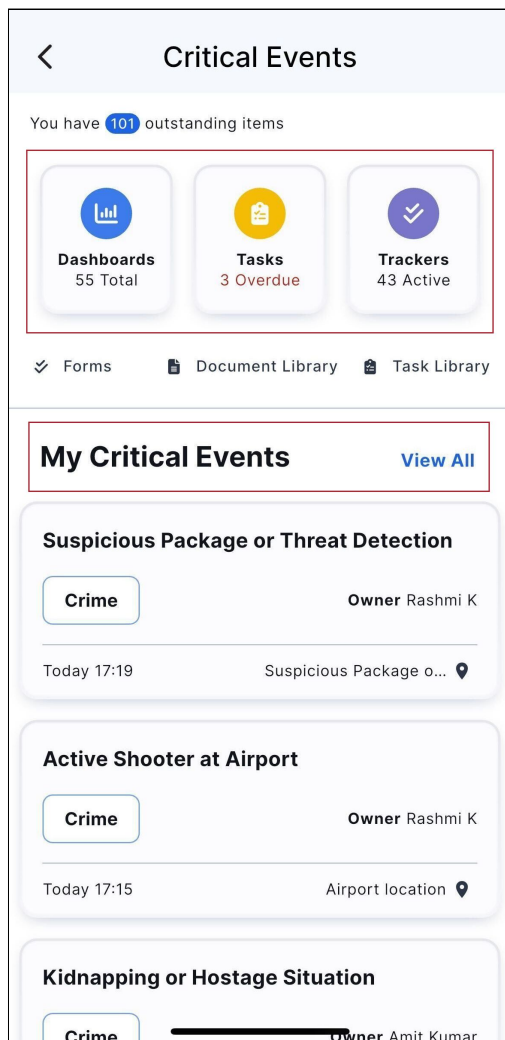 Critical Events
You have 101 outstanding items
Dashboards
55 Total
Tasks
3 Overdue
Trackers
43 Active
Forms
Document Library
Task Library
My Critical Events
View All
Suspicious Package or Threat Detection
Crime
Owner Rashmi K
Today 17:19
Suspicious Package o...
Active Shooter at Airport
Crime
Owner Rashmi K
Today 17:15
Airport location
Kidnapping or Hostage Situation
Crime
Owner Amit Kumar